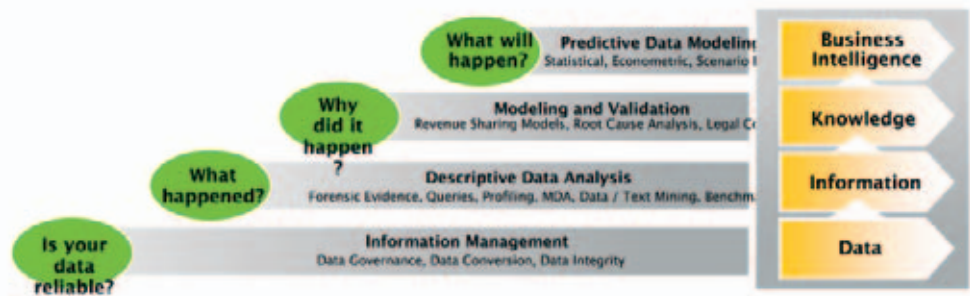 What will
happen?
Predictive Data Modeling
Statistical, Econometric, Scenario
Business
Intelligence
Why
did it
happen
?
Modeling and Validation
Revenue Sharing Models, Root Cause Analysis, Legal
Knowledge
What
happened?
Descriptive Data Analysis
Forensic Evidence, Queries, Profiling, MDA, Data / Text Mining, Benchm
Information
Is your
data
reliable?
Information Management
Data Governance, Data Conversion, Data Integrity
Data